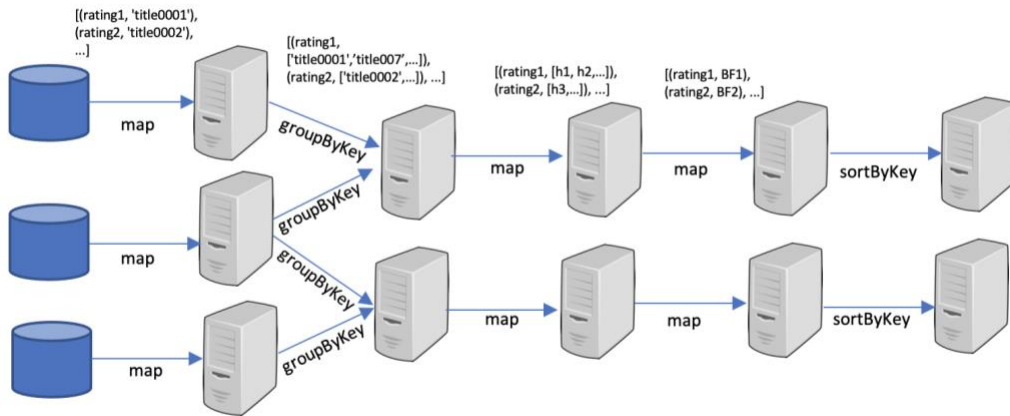 [(rating1, 'title0001'),
(rating2, 'title0002'),
...]
[(rating1,
['title0001','title007',...]),
(rating2, ['title0002',...]), ...]
[(rating1, [h1, h2,...]),
(rating2, [h3,...]), ...]
[(rating1, BF1),
(rating2, BF2), ...]
map
groupByKey
map
map
sortByKey
groupByKey
map
groupByKey
map
map
sortByKey
map
groupByKey